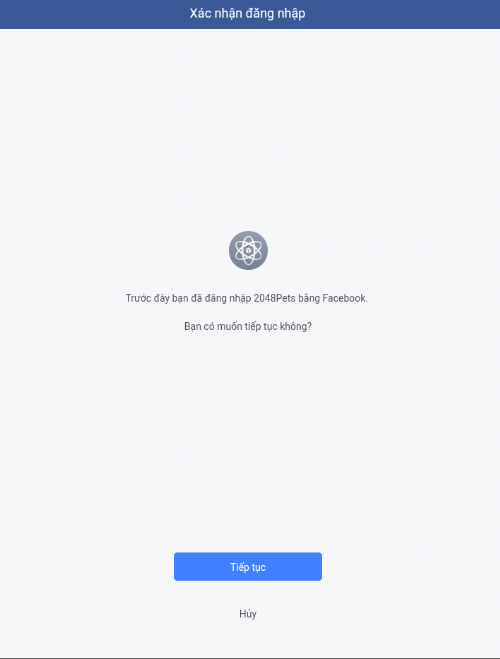 Xác nhận đăng nhập
Trước đây bạn đã đăng nhập 2048Pets bằng Facebook.
Bạn có muốn tiếp tục không?
Tiếp tục
Hủy